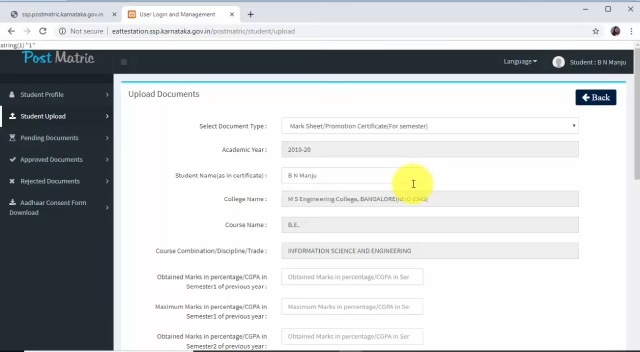 ssp.postmatric.karnataka.gov.in
User Login and Management
Not secure
eattestation.ssp.karnataka.gov.in/postmatric/student/upload
atring(1) "1"
Post Matric
Language
Student : B N Manju
Student Profile
Student Upload
Pending Documents
Approved Documents
Rejected Documents
Aadhaar Consent Form
Download
Upload Documents
Back
Select Document Type :
Mark Sheet/Promotion Certificate(For semester)
Academic Year :
2019-20
Student Name(as in certificate) :
B N Manju
College Name :
M S Engineering College, BANGALORE
Course Name :
B.E.
Course Combination/Discipline/Trade :
INFORMATION SCIENCE AND ENGINEERING
Obtained Marks in percentage/CGPA in
Semester1 of previous year :
Obtained Marks in percentage/CGPA in Ser
Maximum Marks in percentage/CGPA in
Semester1 of previous year :
Maximum Marks in percentage/CGPA in Ser
Obtained Marks in percentage/CGPA in
Semester2 of previous year :
Obtained Marks in percentage/CGPA in Ser